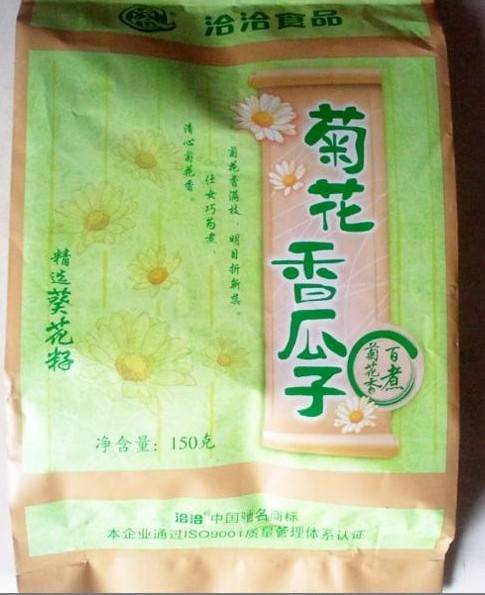 洽洽食品
菊花香瓜子
百煮
菊花香
菊花香满枝，明目折新蕊。
仕女巧为煮，
清心菊花香。
精选葵花籽
净含量：150克
洽洽®中国驰名商标
本企业通过ISO9001质量管理体系认证